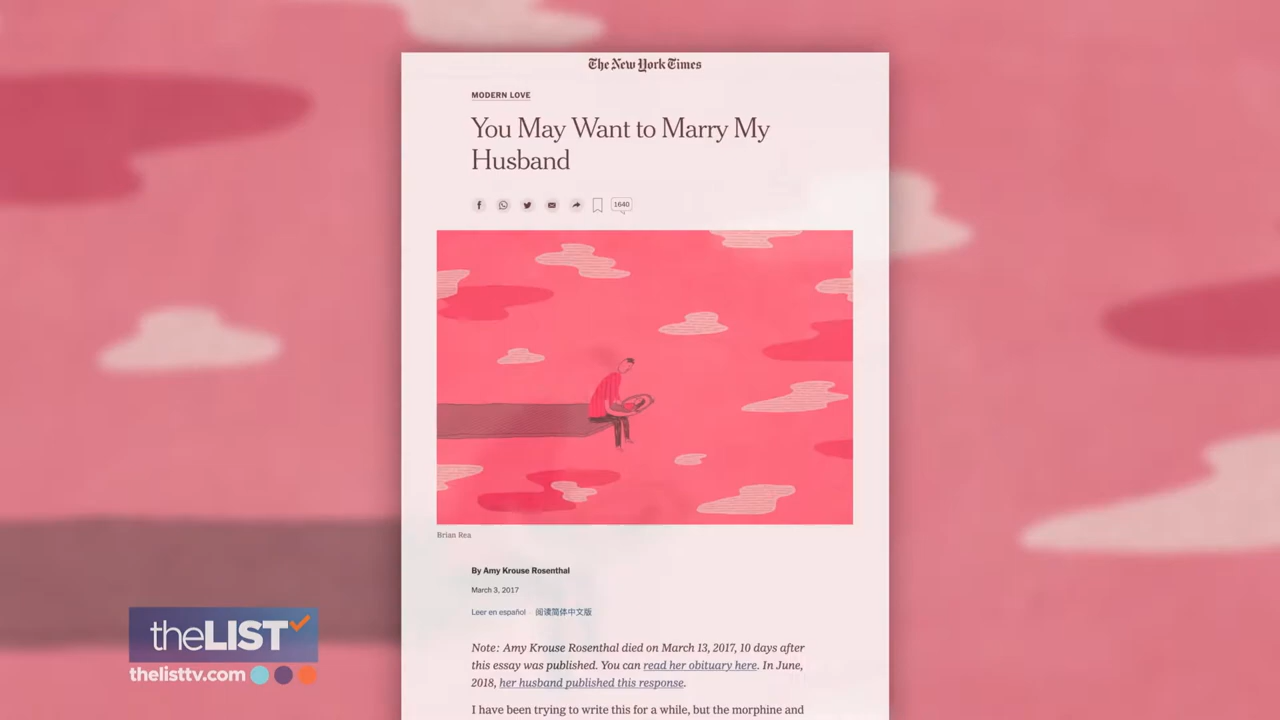 The New York Times
MODERN LOVE
You May Want to Marry My
Husband
1640
Brian Rea
By Amy Krouse Rosenthal
March 3, 2017
Leer en español 阅读简体中文版
Note: Amy Krouse Rosenthal died on March 13, 2017, 10 days after
this essay was published. You can read her obituary here. In June,
2018, her husband published this response.
I have been trying to write this for a while, but the morphine and
theLIST
thelisttv.com